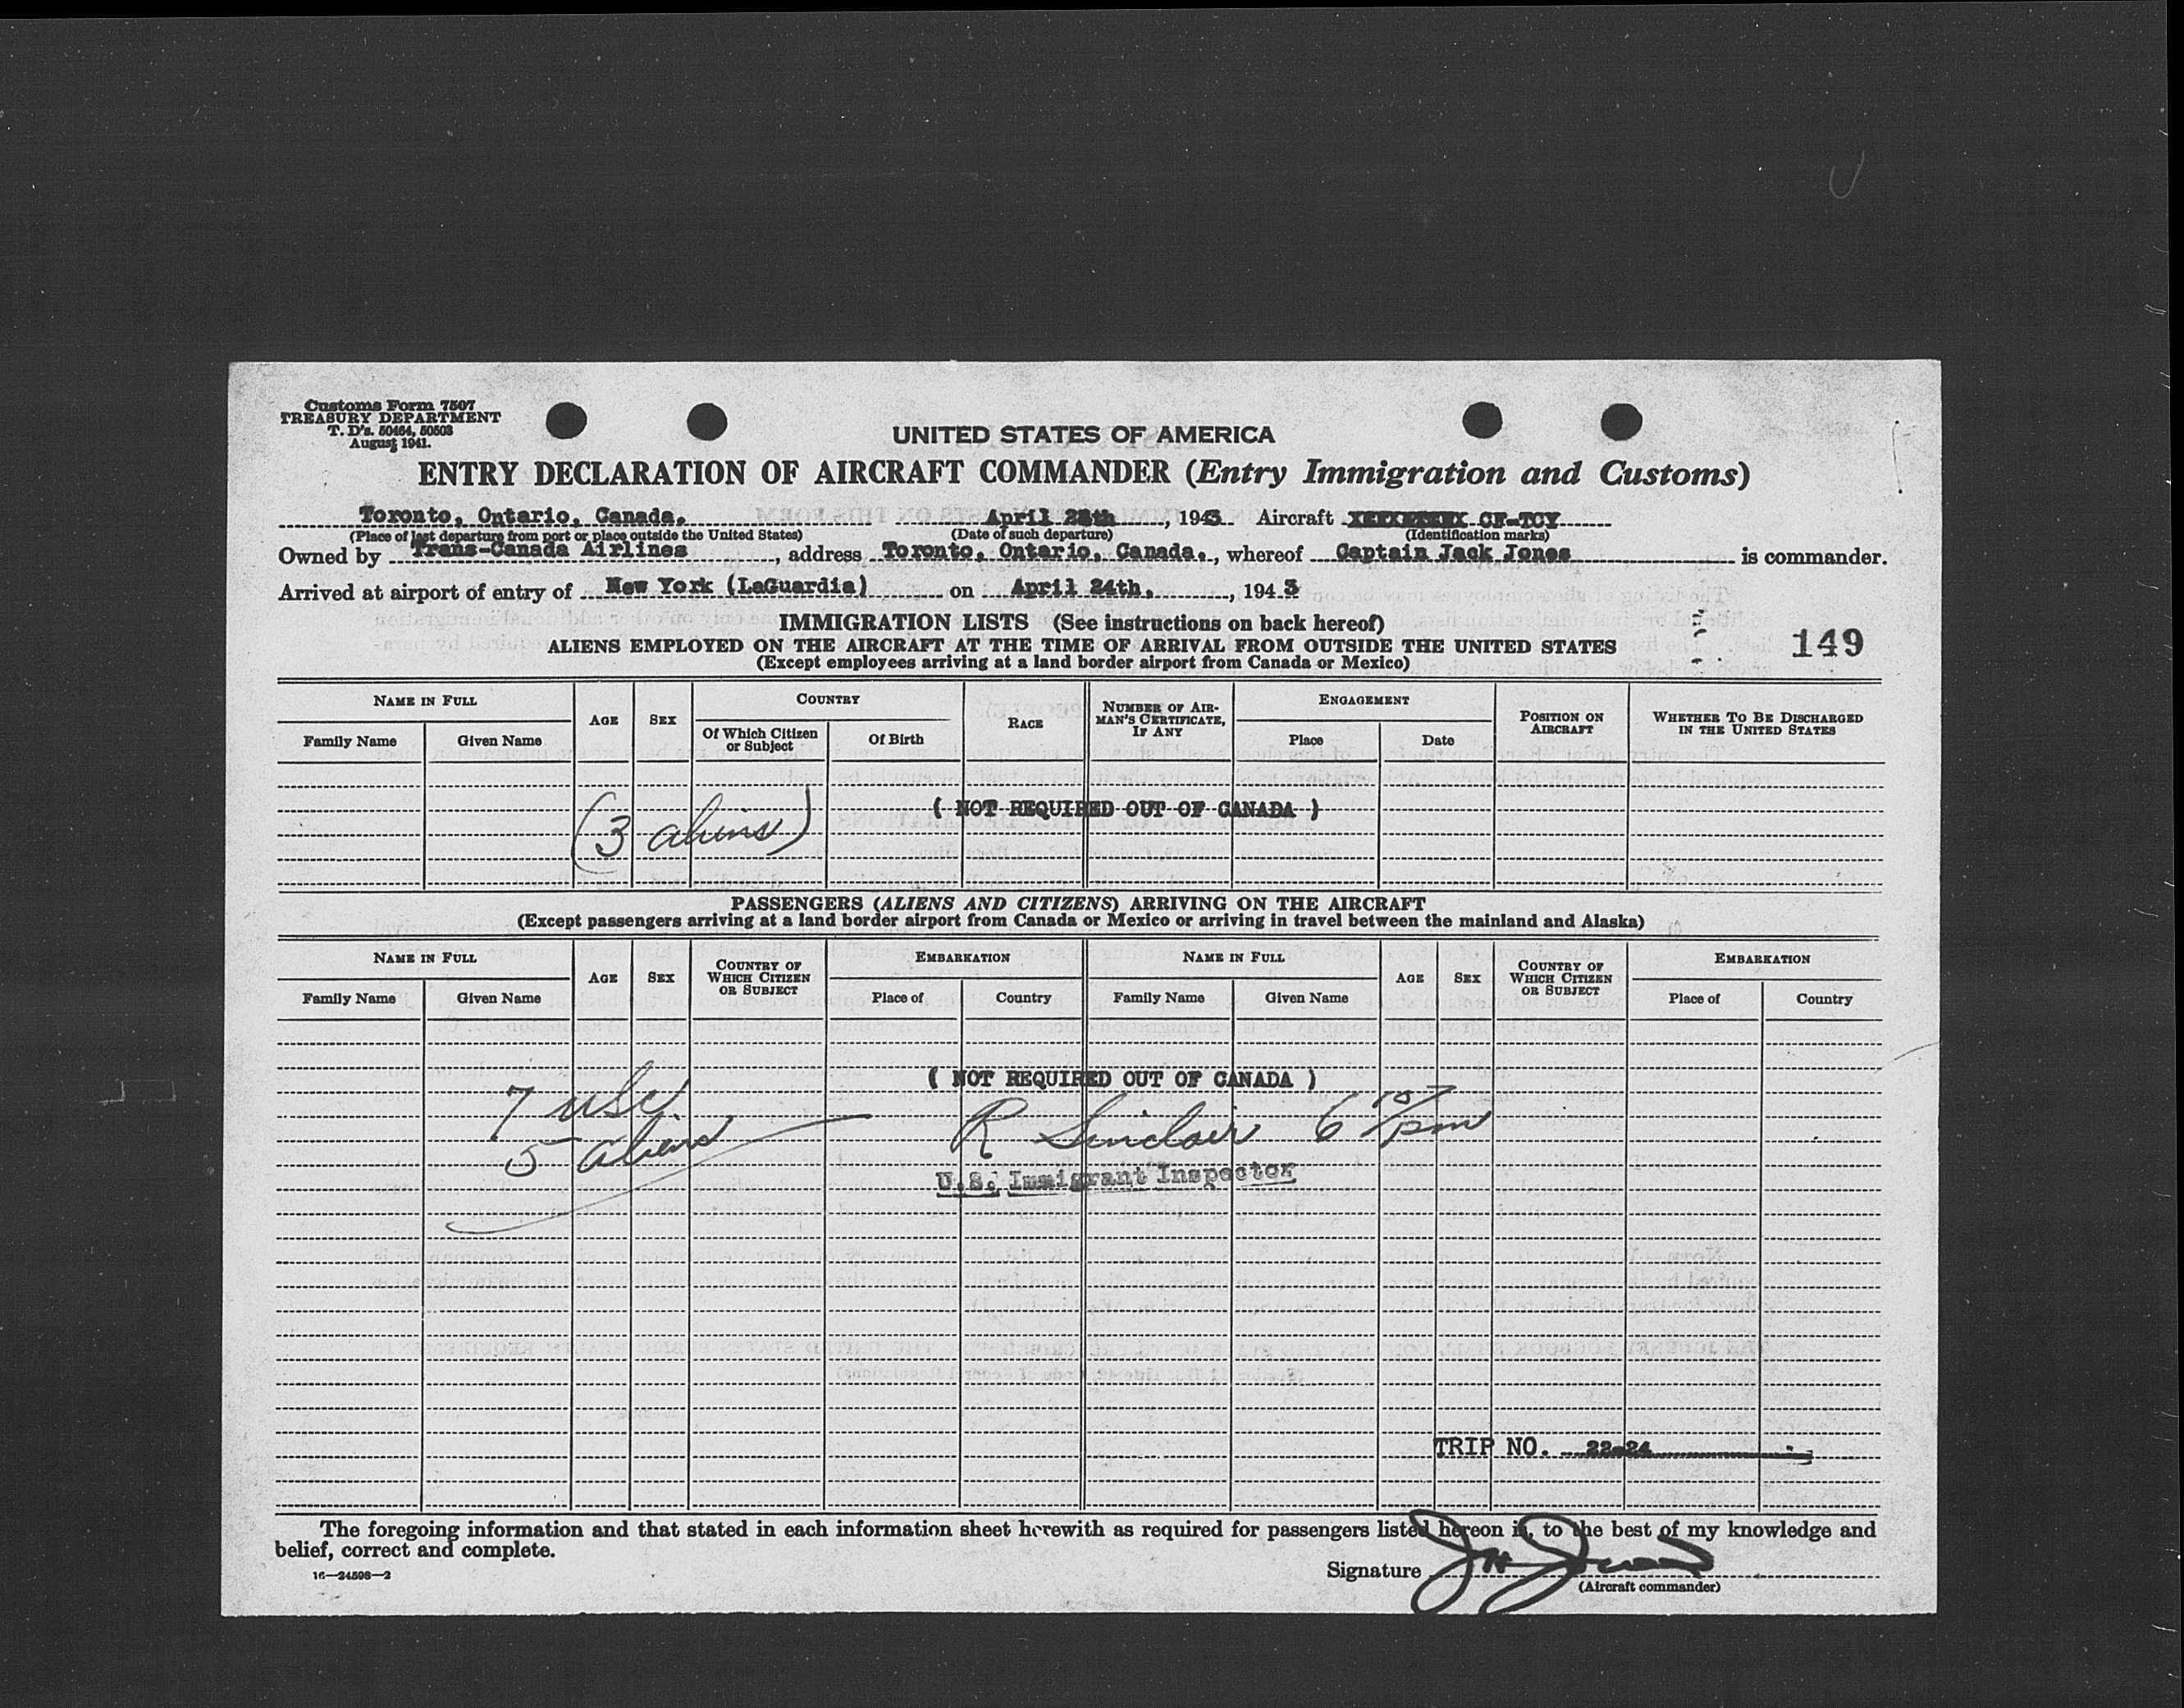 Customs Form 7507
TREASURY DEPARTMENT
T. D's. 50464, 50503
August 1941.
UNITED STATES OF AMERICA
ENTRY DECLARATION OF AIRCRAFT COMMANDER (Entry Immigration and Customs)
Toronto, Ontario, Canada. April , 1943 Aircraft CF-TCY
(Place of last departure from port or place outside the United States) (Date of such departure) (Identification marks)
Owned by Trans-Canada Airlines, address Toronto, Ontario, Canada., whereof Captain Jack Jones is commander.
Arrived at airport of entry of New York (LaGuardia) on April 24th, 1943
IMMIGRATION LISTS (See instructions on back hereof)
ALIENS EMPLOYED ON THE AIRCRAFT AT THE TIME OF ARRIVAL FROM OUTSIDE THE UNITED STATES
149
(Except employees arriving at a land border airport from Canada or Mexico)
NAME IN FULL AGE SEX COUNTRY RACE NUMBER OF AIRMAN'S CERTIFICATE, IF ANY ENGAGEMENT POSITION ON AIRCRAFT WHETHER TO BE DISCHARGED IN THE UNITED STATES
Family Name Given Name Of Which Citizen or Subject Of Birth Place Date
( NOT REQUIRED OUT OF CANADA )
(3 aliens)
PASSENGERS (ALIENS AND CITIZENS) ARRIVING ON THE AIRCRAFT
(Except passengers arriving at a land border airport from Canada or Mexico or arriving in travel between the mainland and Alaska)
NAME IN FULL AGE SEX COUNTRY OF WHICH CITIZEN OR SUBJECT EMBARKATION NAME IN FULL AGE SEX COUNTRY OF WHICH CITIZEN OR SUBJECT EMBARKATION
Family Name Given Name Place of Country Family Name Given Name Place of Country
( NOT REQUIRED OUT OF CANADA )
7 USC.
5 aliens
R Sinclair 6 pm
U.S. Immigrant Inspector
TRIP NO. 22-24
The foregoing information and that stated in each information sheet herewith as required for passengers listed hereon is, to the best of my knowledge and
belief, correct and complete.
16—24598—2
Signature
(Aircraft commander)